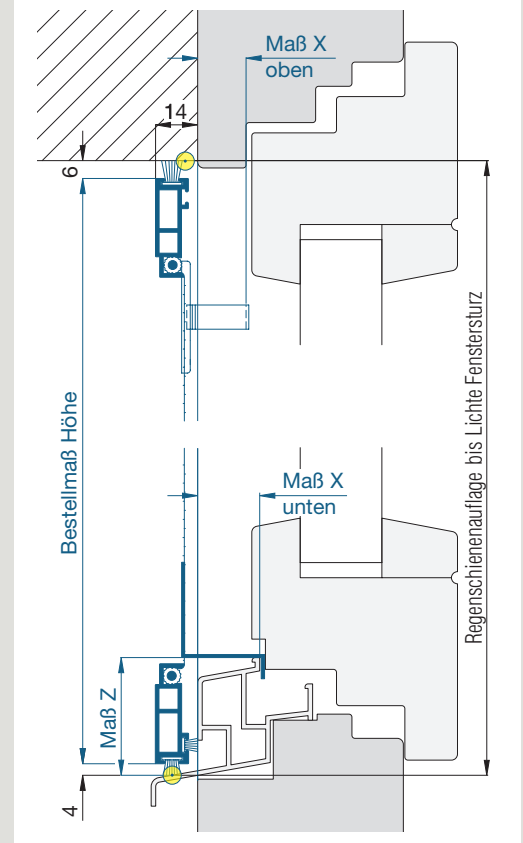 Maß X
oben
14
6
Bestellmaß Höhe
Regenschienenauflage bis Lichte Fenstersturz
Maß X
unten
Maß Z
4